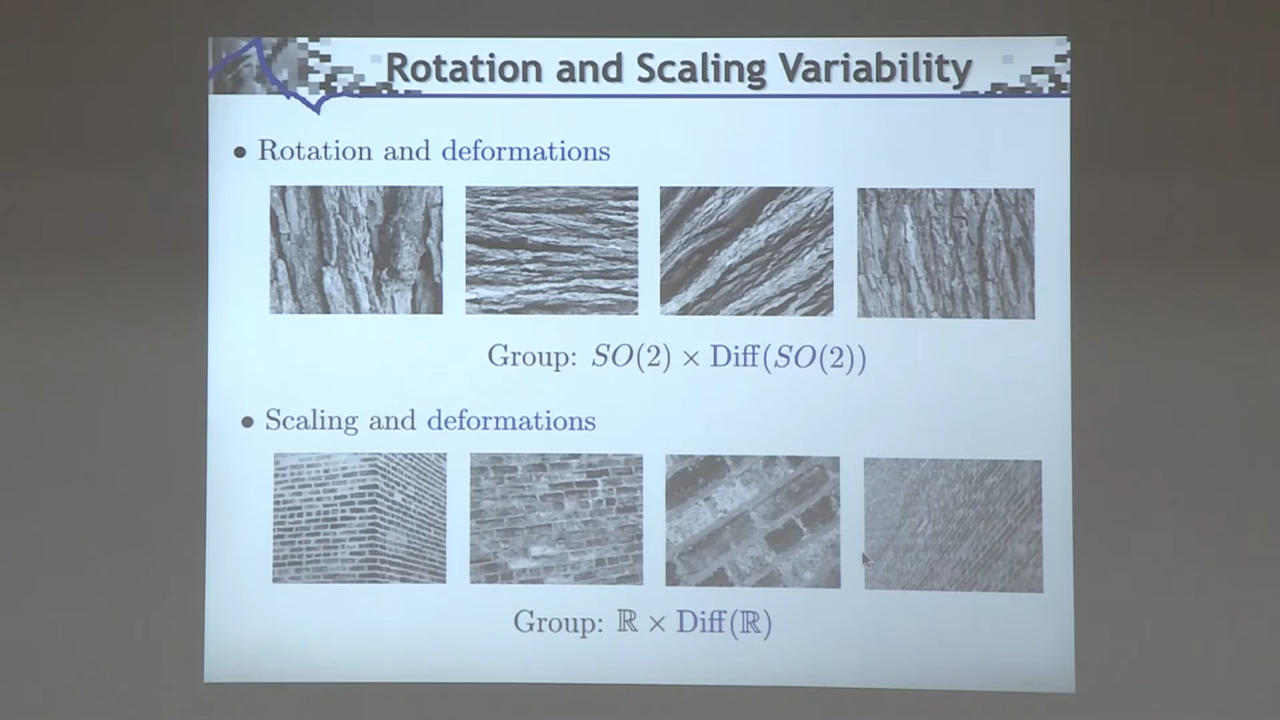 Rotation and Scaling Variability
• Rotation and deformations
Group: SO(2) × Diff(SO(2))
• Scaling and deformations
Group: ℝ × Diff(ℝ)